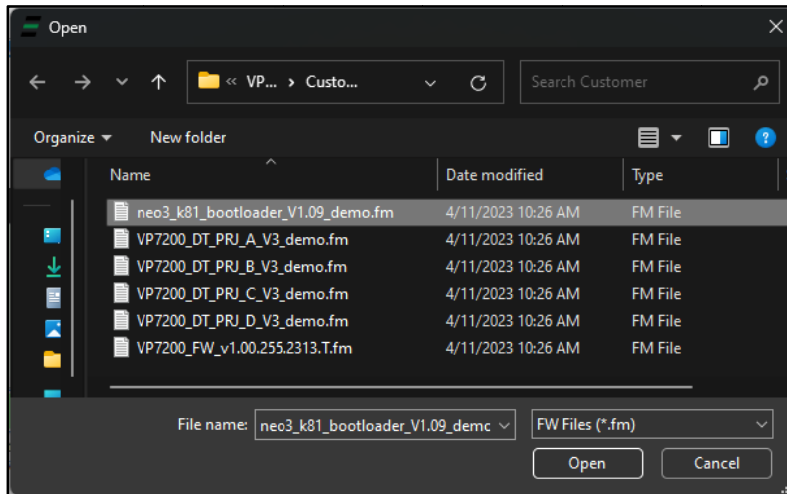 Open
« VP... › Custo...
Search Customer
Organize
New folder
Name Date modified Type
neo3_k81_bootloader_V1.09_demo.fm 4/11/2023 10:26 AM FM File
VP7200_DT_PRJ_A_V3_demo.fm 4/11/2023 10:26 AM FM File
VP7200_DT_PRJ_B_V3_demo.fm 4/11/2023 10:26 AM FM File
VP7200_DT_PRJ_C_V3_demo.fm 4/11/2023 10:26 AM FM File
VP7200_DT_PRJ_D_V3_demo.fm 4/11/2023 10:26 AM FM File
VP7200_FW_v1.00.255.2313.T.fm 4/11/2023 10:26 AM FM File
File name: neo3_k81_bootloader_V1.09_demc FW Files (*.fm)
Open Cancel